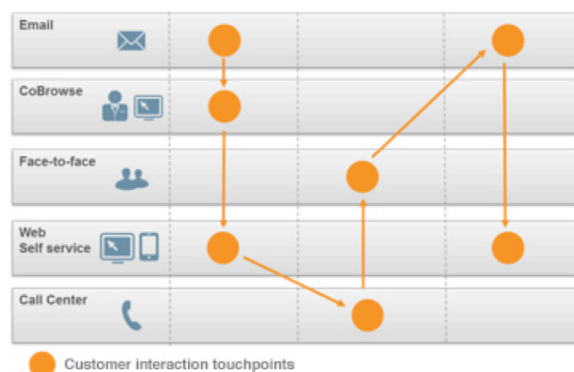 Email
CoBrowse
Face-to-face
Web
Self service
Call Center
Customer interaction touchpoints